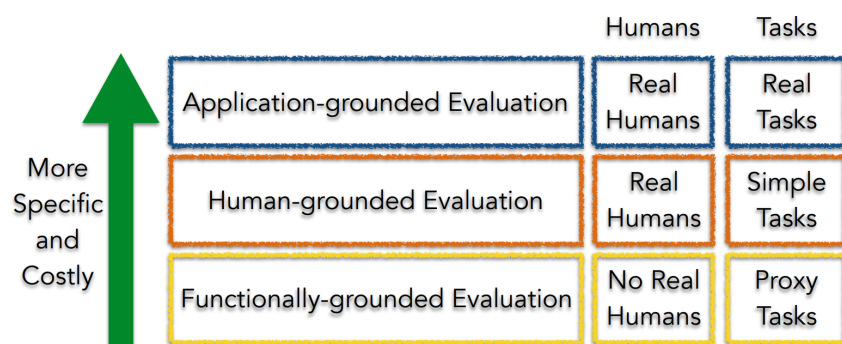 Humans Tasks
Application-grounded Evaluation
Real
Humans
Real
Tasks
More
Specific
and
Costly
Human-grounded Evaluation
Real
Humans
Simple
Tasks
Functionally-grounded Evaluation
No Real
Humans
Proxy
Tasks